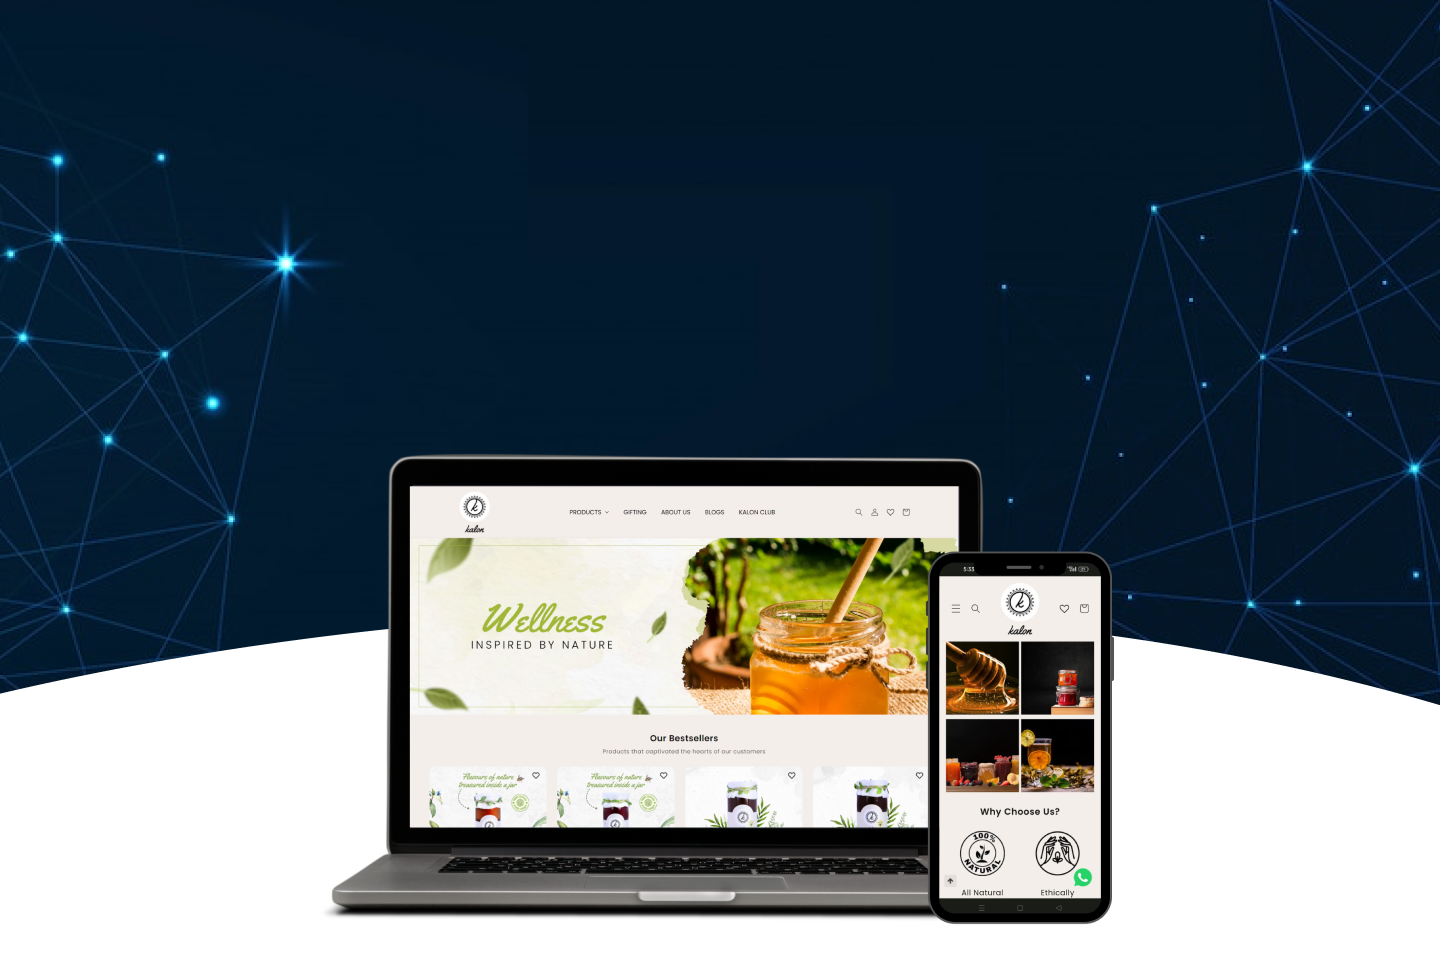 kalon
PRODUCTS
GIFTING
ABOUT US
BLOGS
KALON CLUB
Wellness
INSPIRED BY NATURE
Our Bestsellers
Products that captivated the hearts of our customers
Flavours of nature
treasured inside a jar
Flavours of nature
treasured inside a jar
5:33
k
kalon
Why Choose Us?
100%
NATURAL
All Natural
Ethically